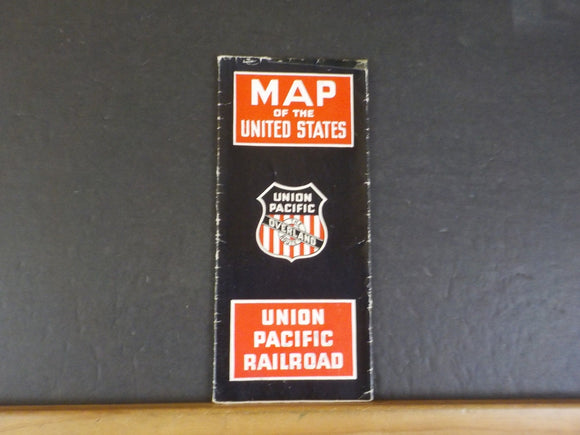 MAP
OF THE
UNITED STATES
UNION
PACIFIC
OVERLAND
UNION
PACIFIC
RAILROAD